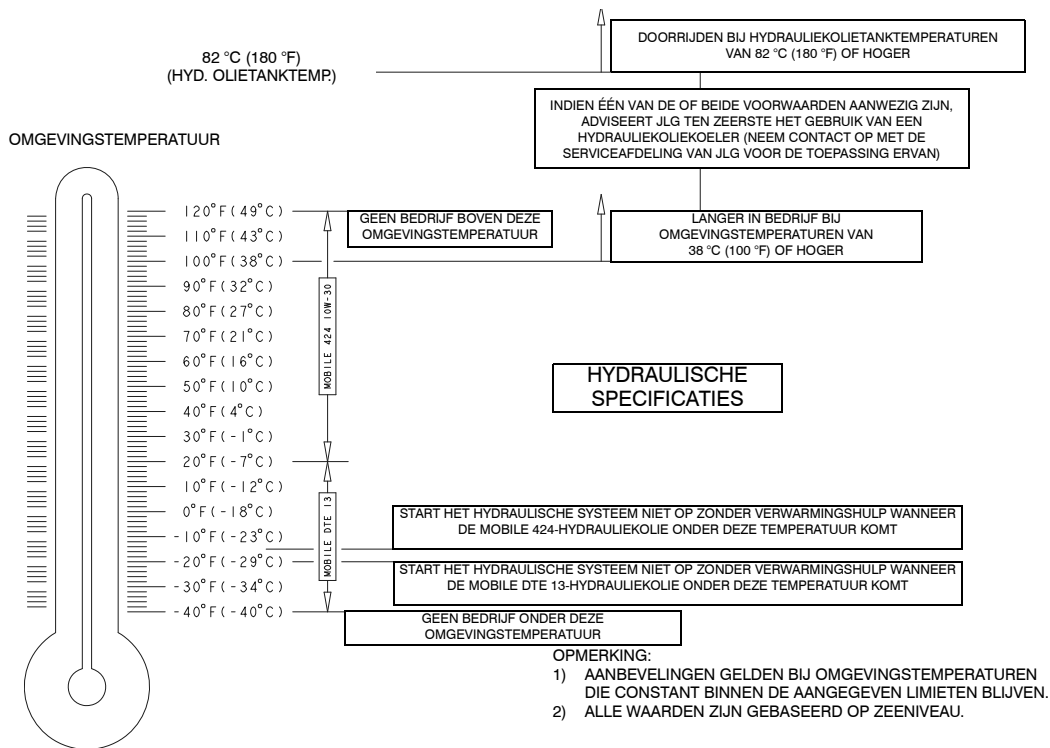 82 °C (180 °F)
(HYD. OLIETANKTEMP.)
DOORRIJDEN BIJ HYDRAULIEKOLIETANKTEMPERATUREN
VAN 82 °C (180 °F) OF HOGER
INDIEN ÉÉN VAN DE OF BEIDE VOORWAARDEN AANWEZIG ZIJN,
ADVISEERT JLG TEN ZEERSTE HET GEBRUIK VAN EEN
HYDRAULIEKOLIEKOELER (NEEM CONTACT OP MET DE
SERVICEAFDELING VAN JLG VOOR DE TOEPASSING ERVAN)
OMGEVINGSTEMPERATUUR
120°F(49°C)
110°F(43°C)
100°F(38°C)
90°F(32°C)
80°F(27°C)
70°F(21°C)
60°F(16°C)
50°F(10°C)
40°F(4°C)
30°F(-1°C)
20°F(-7°C)
10°F(-12°C)
0°F(-18°C)
-10°F(-23°C)
-20°F(-29°C)
-30°F(-34°C)
-40°F(-40°C)
MOBILE 424 10W-30
MOBILE DTE 13
GEEN BEDRIJF BOVEN DEZE
OMGEVINGSTEMPERATUUR
LANGER IN BEDRIJF BIJ
OMGEVINGSTEMPERATUREN VAN
38 °C (100 °F) OF HOGER
HYDRAULISCHE
SPECIFICATIES
START HET HYDRAULISCHE SYSTEEM NIET OP ZONDER VERWARMINGSHULP WANNEER
DE MOBILE 424-HYDRAULIEKOLIE ONDER DEZE TEMPERATUUR KOMT
START HET HYDRAULISCHE SYSTEEM NIET OP ZONDER VERWARMINGSHULP WANNEER
DE MOBILE DTE 13-HYDRAULIEKOLIE ONDER DEZE TEMPERATUUR KOMT
GEEN BEDRIJF ONDER DEZE
OMGEVINGSTEMPERATUUR
OPMERKING:
1) AANBEVELINGEN GELDEN BIJ OMGEVINGSTEMPERATUREN
DIE CONSTANT BINNEN DE AANGEGEVEN LIMIETEN BLIJVEN.
2) ALLE WAARDEN ZIJN GEBASEERD OP ZEENIVEAU.